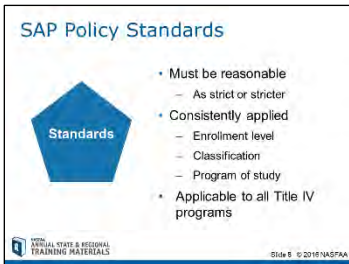 SAP Policy Standards
• Must be reasonable
– As strict or stricter
• Consistently applied
Standards
– Enrollment level
– Classification
– Program of study
• Applicable to all Title IV
programs
NASFAA
ANNUAL STATE & REGIONAL
TRAINING MATERIALS
Slide 8 © 2016 NASFAA